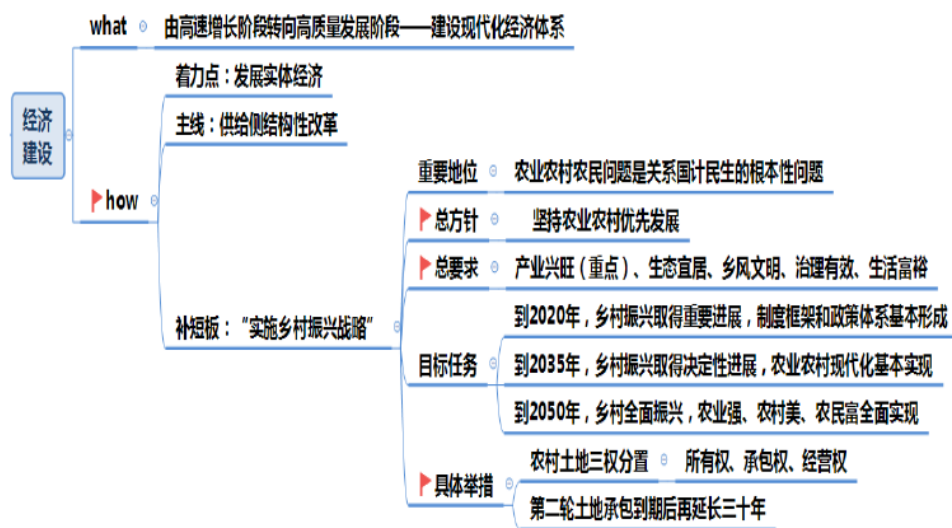 经济
建设
what
由高速增长阶段转向高质量发展阶段——建设现代化经济体系
how
着力点：发展实体经济
主线：供给侧结构性改革
补短板：“实施乡村振兴战略”
重要地位
农业农村农民问题是关系国计民生的根本性问题
总方针
坚持农业农村优先发展
总要求
产业兴旺（重点）、生态宜居、乡风文明、治理有效、生活富裕
目标任务
到2020年，乡村振兴取得重要进展，制度框架和政策体系基本形成
到2035年，乡村振兴取得决定性进展，农业农村现代化基本实现
到2050年，乡村全面振兴，农业强、农村美、农民富全面实现
具体举措
农村土地三权分置
所有权、承包权、经营权
第二轮土地承包到期后再延长三十年